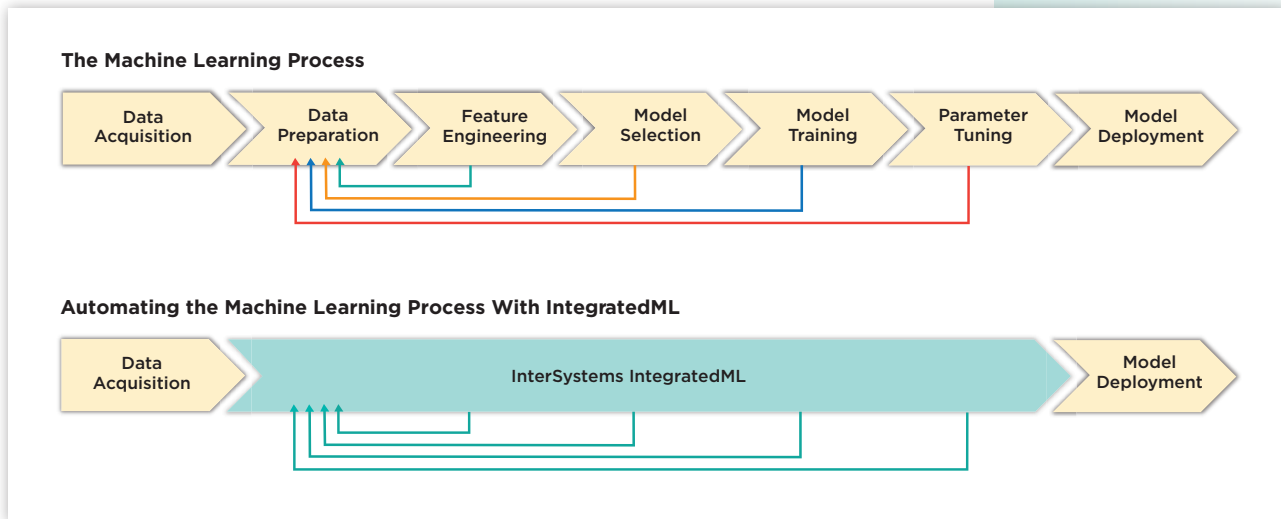 The Machine Learning Process
Data
Acquisition
Data
Preparation
Feature
Engineering
Model
Selection
Model
Training
Parameter
Tuning
Model
Deployment
Automating the Machine Learning Process With IntegratedML
Data
Acquisition
InterSystems IntegratedML
Model
Deployment